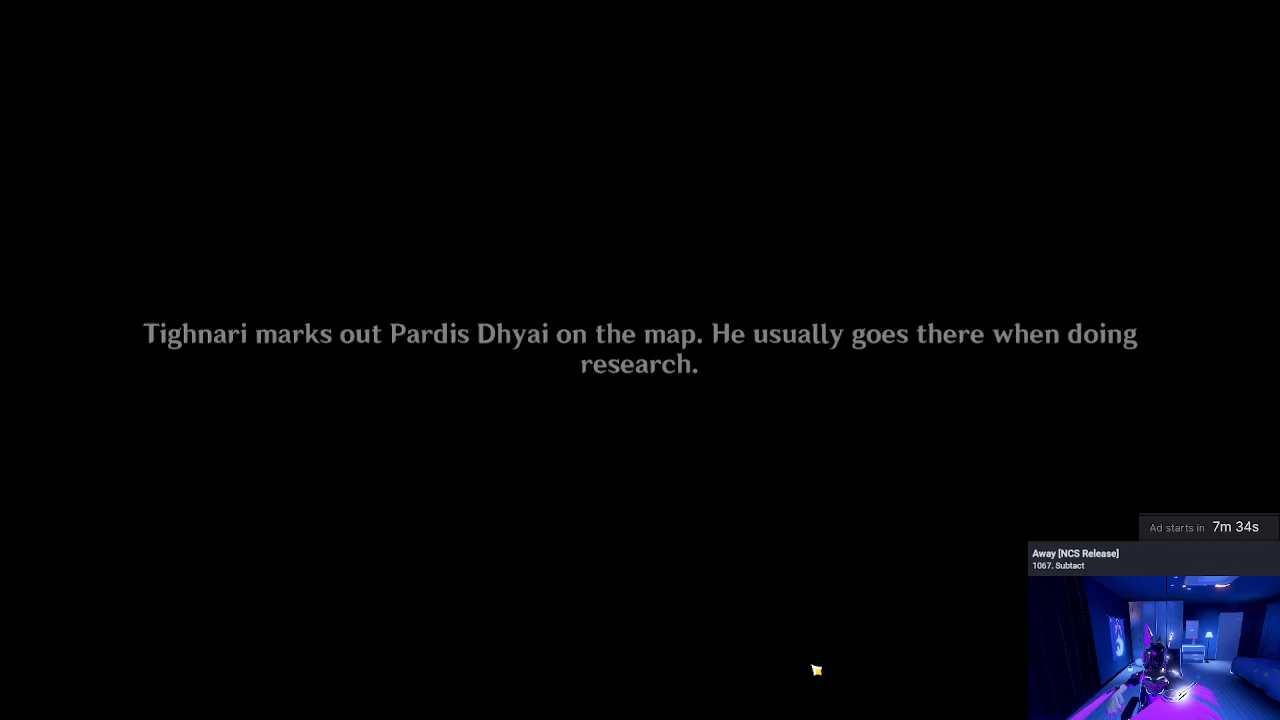 Tighnari marks out Pardis Dhyai on the map. He usually goes there when doing
research.
Ad starts in 7m 34s
Away [NCS Release]
1067. Subtact